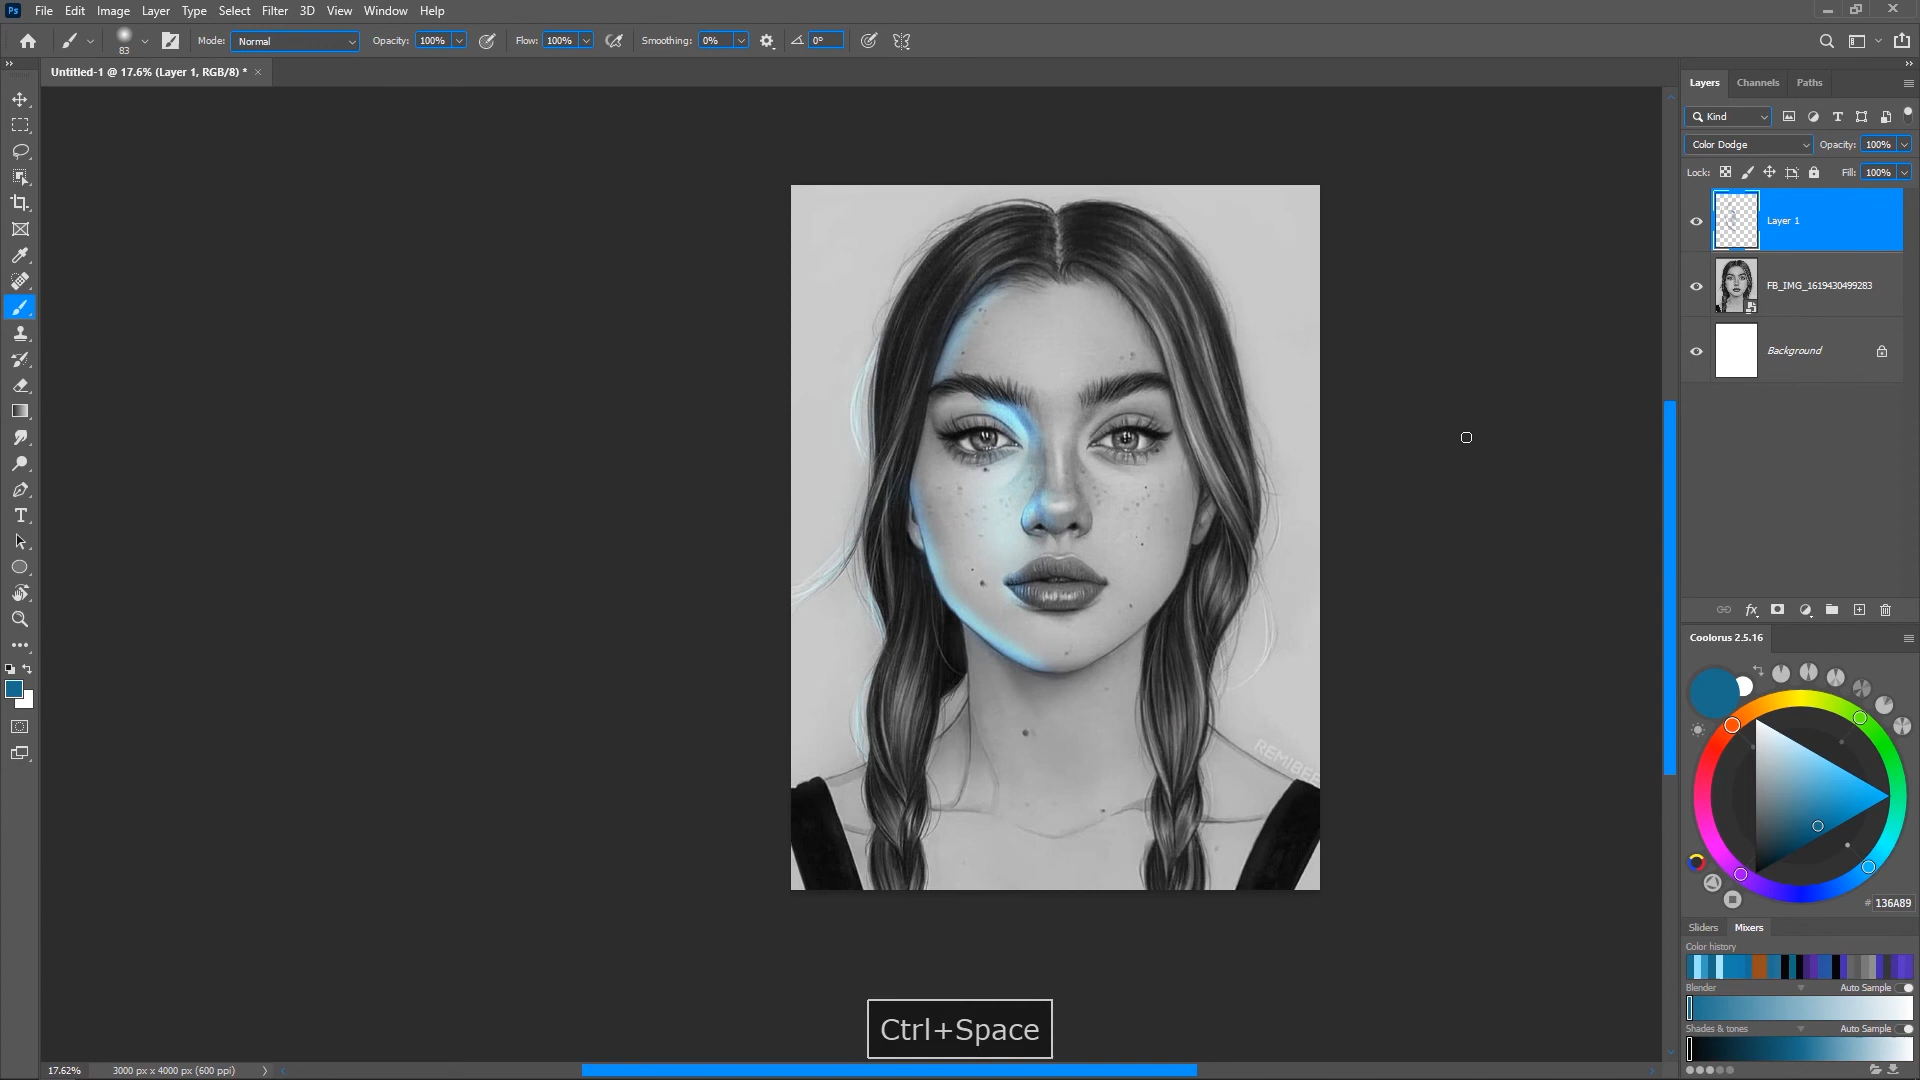 Ps File Edit Image Layer Type Select Filter 3D View Window Help
83 Mode: Normal Opacity: 100% Flow: 100% Smoothing: 0% 0°
Untitled-1 @ 17.6% (Layer 1, RGB/8) *
Layers Channels Paths
Kind
Color Dodge Opacity: 100%
Lock: Fill: 100%
Layer 1
FB_IMG_1619430499283
Background
fx
Coolorus 2.5.16
REMIBEE
# 136A89
Sliders Mixers
Color history
Blender Auto Sample
Shades & tones Auto Sample
Ctrl+Space
17.62% 3000 px x 4000 px (600 ppi)